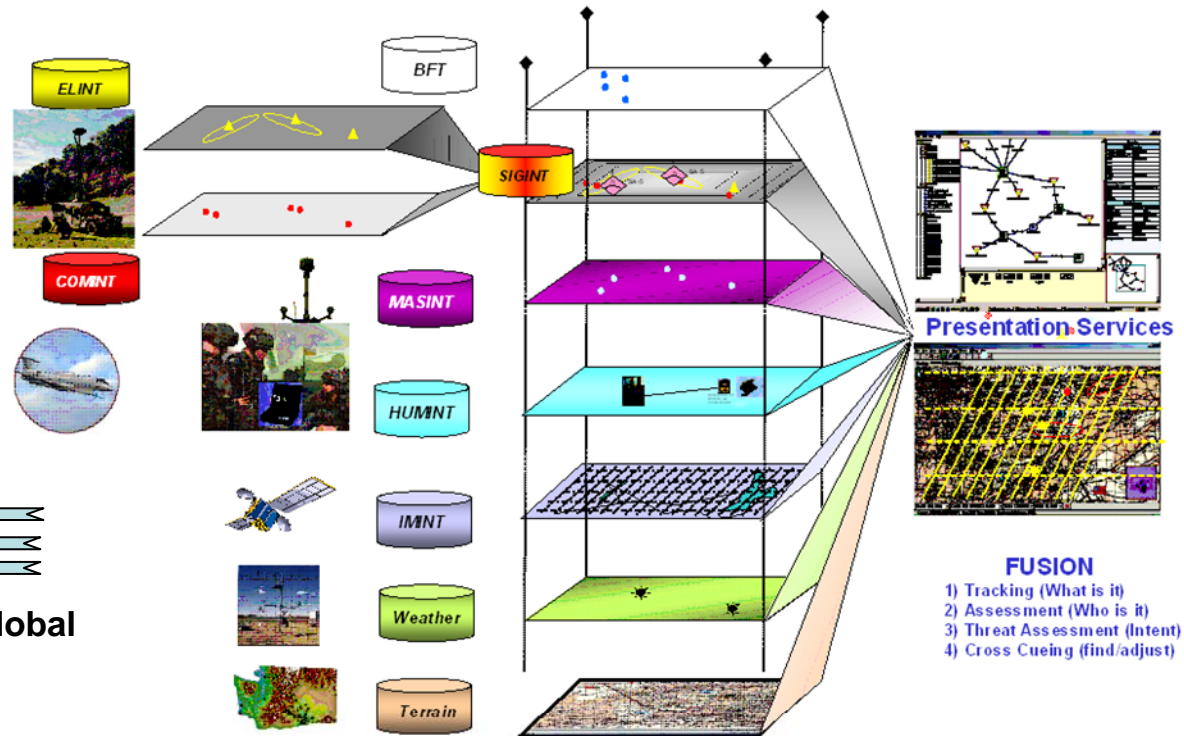 ELINT
BFT
SIGINT
COMINT
MASINT
Presentation Services
HUMINT
IMINT
FUSION
1) Tracking (What is it)
2) Assessment (Who is it)
3) Threat Assessment (Intent)
4) Cross Cueing (find/adjust)
lobal
Weather
Terrain